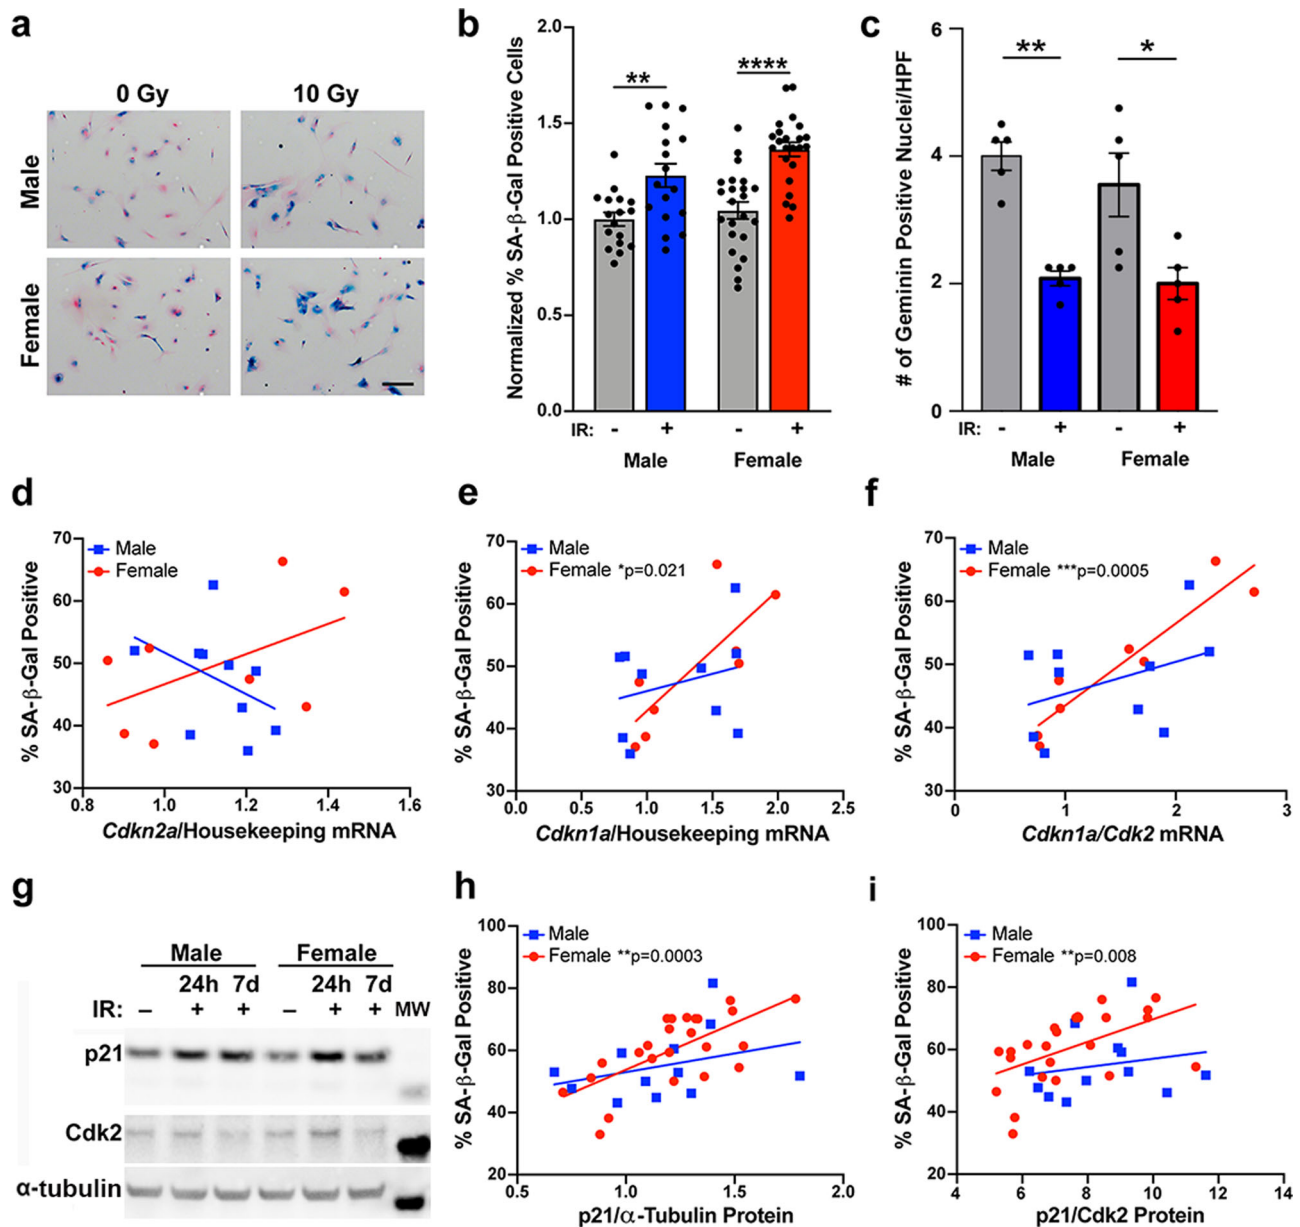 a
0 Gy 10 Gy
Male
Female
b
Normalized % SA-β-Gal Positive Cells
2.0
1.5
1.0
0.5
0.0
** ****
IR: - + - +
Male Female
c
# of Geminin Positive Nuclei/HPF
6
4
2
0
** *
IR: - + - +
Male Female
d
% SA-β-Gal Positive
70
60
50
40
30
Male
Female
0.8 1.0 1.2 1.4 1.6
Cdkn2a/Housekeeping mRNA
e
% SA-β-Gal Positive
70
60
50
40
30
Male
Female *p=0.021
0.0 0.5 1.0 1.5 2.0 2.5
Cdkn1a/Housekeeping mRNA
f
% SA-β-Gal Positive
70
60
50
40
30
Male
Female ***p=0.0005
0 1 2 3
Cdkn1a/Cdk2 mRNA
g
Male Female
24h 7d 24h 7d
IR: – + + – + + MW
p21
Cdk2
α-tubulin
h
% SA-β-Gal Positive
100
80
60
40
20
Male
Female **p=0.0003
0.5 1.0 1.5 2.0
p21/α-Tubulin Protein
i
% SA-β-Gal Positive
100
80
60
40
20
Male
Female **p=0.008
4 6 8 10 12 14
p21/Cdk2 Protein